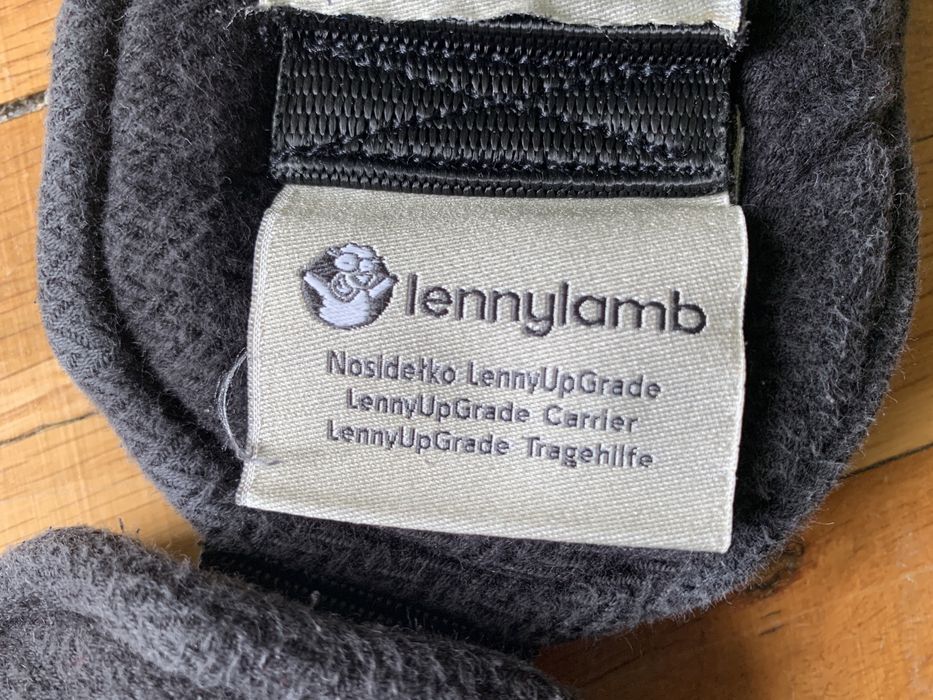 lennylamb
Nosidełko LennyUpGrade
LennyUpGrade Carrier
LennyUpGrade Tragehilfe